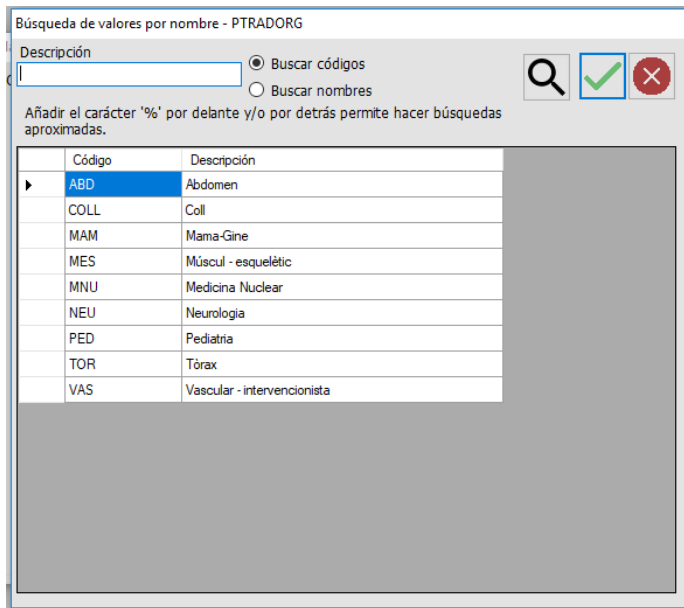 Búsqueda de valores por nombre - PTRADORG
Descripción
Buscar códigos
Buscar nombres
Añadir el carácter '%' por delante y/o por detrás permite hacer búsquedas
aproximadas.
Código Descripción
ABD Abdomen
COLL Coll
MAM Mama-Gine
MES Múscul - esquelètic
MNU Medicina Nuclear
NEU Neurologia
PED Pediatria
TOR Tòrax
VAS Vascular - intervencionista